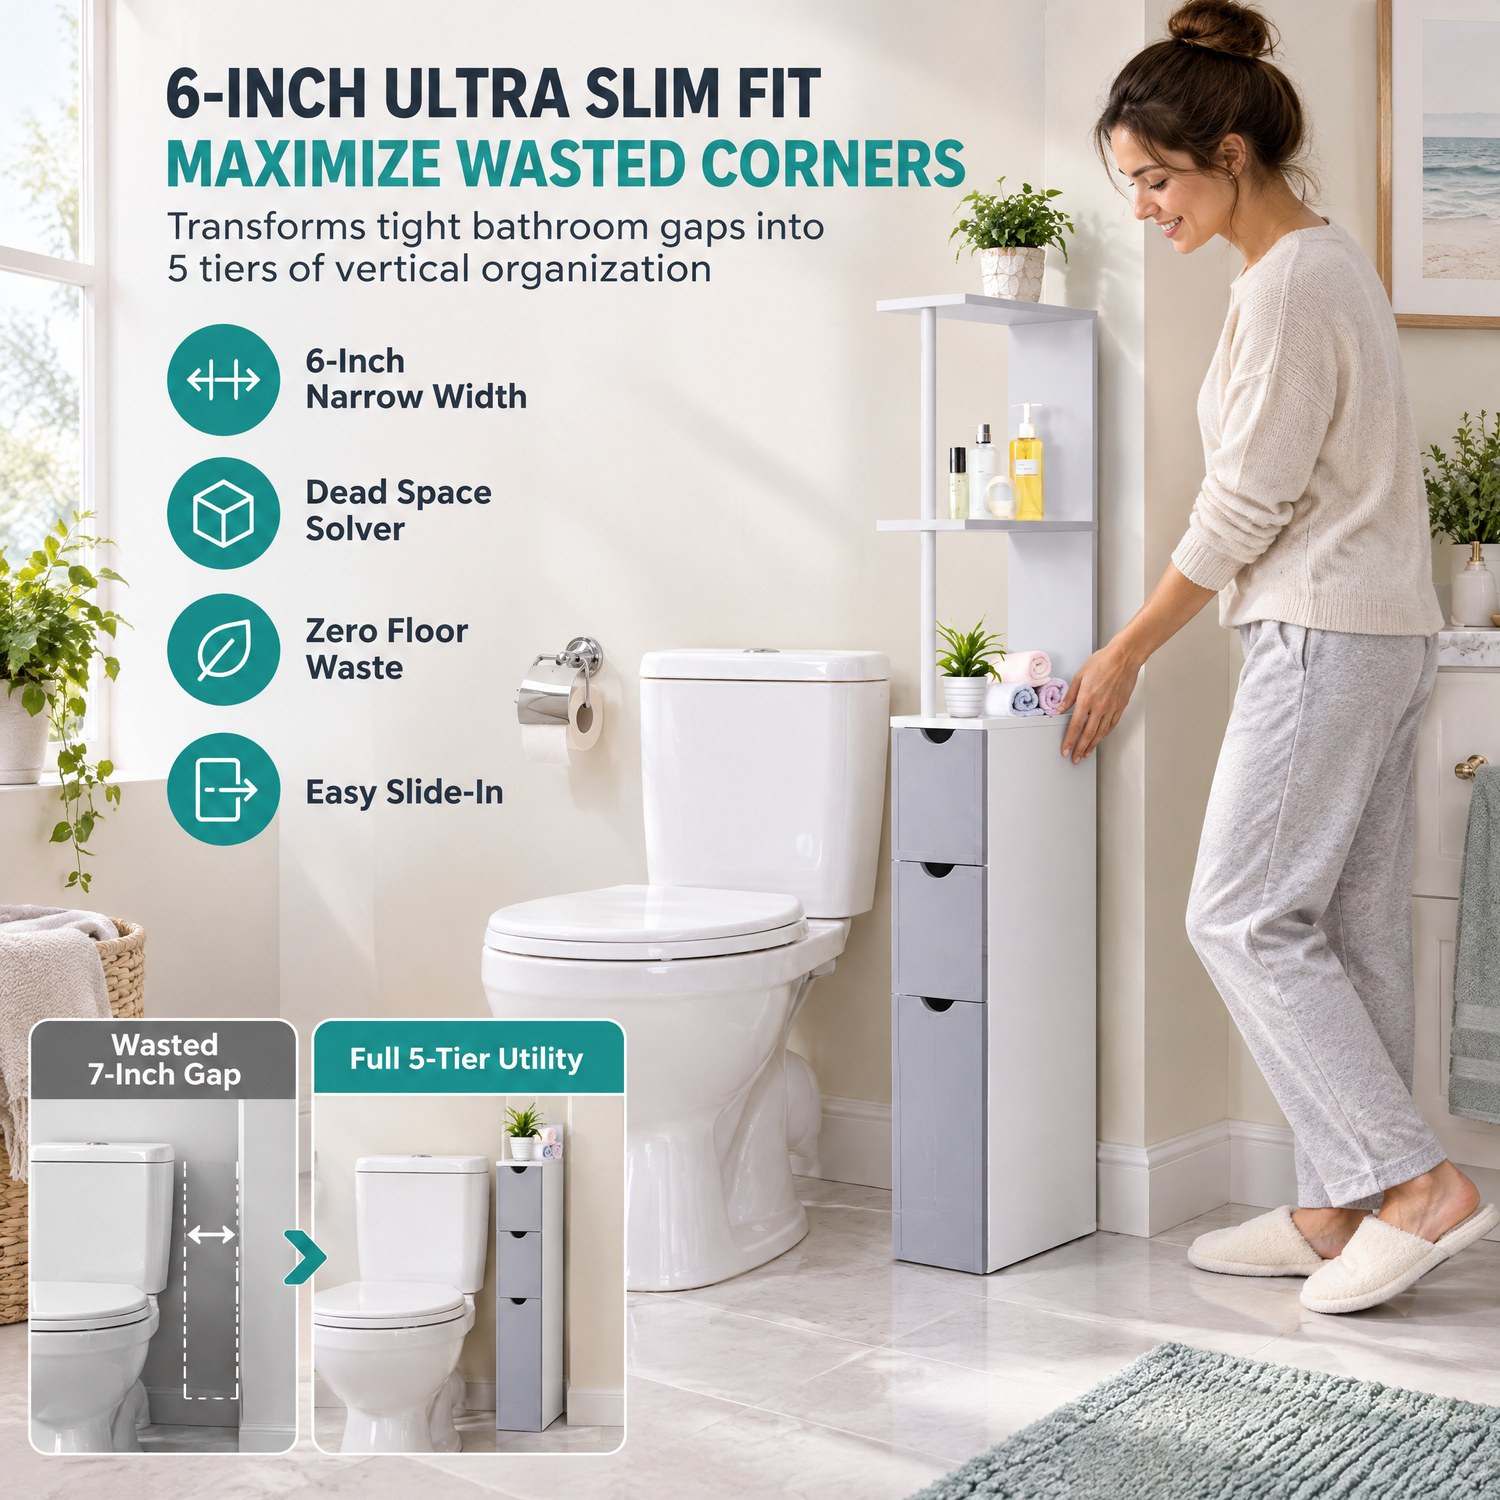 6-INCH ULTRA SLIM FIT
MAXIMIZE WASTED CORNERS
Transforms tight bathroom gaps into
5 tiers of vertical organization
6-Inch
Narrow Width
Dead Space
Solver
Zero Floor
Waste
Easy Slide-In
Wasted
7-Inch Gap
Full 5-Tier Utility